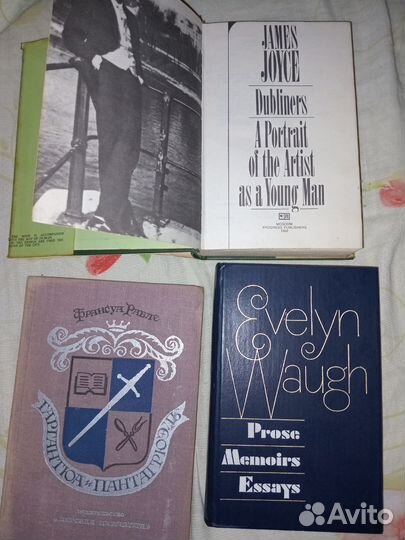 JAMES
JOYCE
Dubliners
A Portrait
of the Artist
as a Young Man
MOSCOW
PROGRESS PUBLISHERS
Франсуа Рабле
ГАРГАНТЮА и ПАНТАГРЮЭЛЬ
ИЗДАТЕЛЬСТВО
Evelyn
Waugh
Prose
Memoirs
Essays
Avito